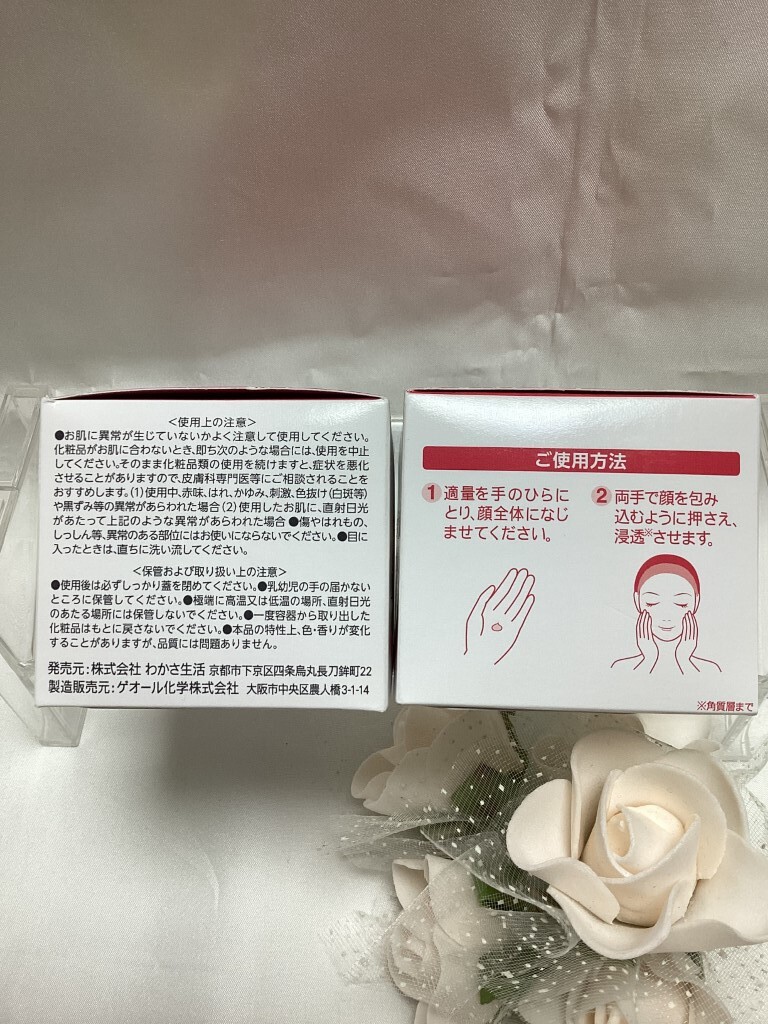 <使用上の注意>
●お肌に異常が生じていないかよく注意して使用してください。
化粧品がお肌に合わないとき、即ち次のような場合には、使用を中止
してください。そのまま化粧品類の使用を続けますと、症状を悪化
させることがありますので、皮膚科専門医等にご相談されることを
おすすめします。(1)使用中、赤味、はれ、かゆみ、刺激、色抜け(白斑等)
や黒ずみ等の異常があらわれた場合(2)使用したお肌に、直射日光
があたって上記のような異常があらわれた場合●傷やはれもの、
しっしん等、異常のある部位にはお使いにならないでください。●目に
入ったときは、直ちに洗い流してください。
<保管および取り扱い上の注意>
●使用後は必ずしっかり蓋を閉めてください。●乳幼児の手の届かない
ところに保管してください。●極端に高温又は低温の場所、直射日光
のあたる場所には保管しないでください。●一度容器から取り出した
化粧品はもとに戻さないでください。●本品の特性上、色・香りが変化
することがありますが、品質には問題ありません。
発売元:株式会社 わかさ生活 京都市下京区四条烏丸長刀鉾町22
製造販売元:ゲオール化学株式会社 大阪市中央区農人橋3-1-14
ご使用方法
1 適量を手のひらに
とり、顔全体になじ
ませてください。
2 両手で顔を包み
込むように押さえ、
浸透※させます。
※角質層まで